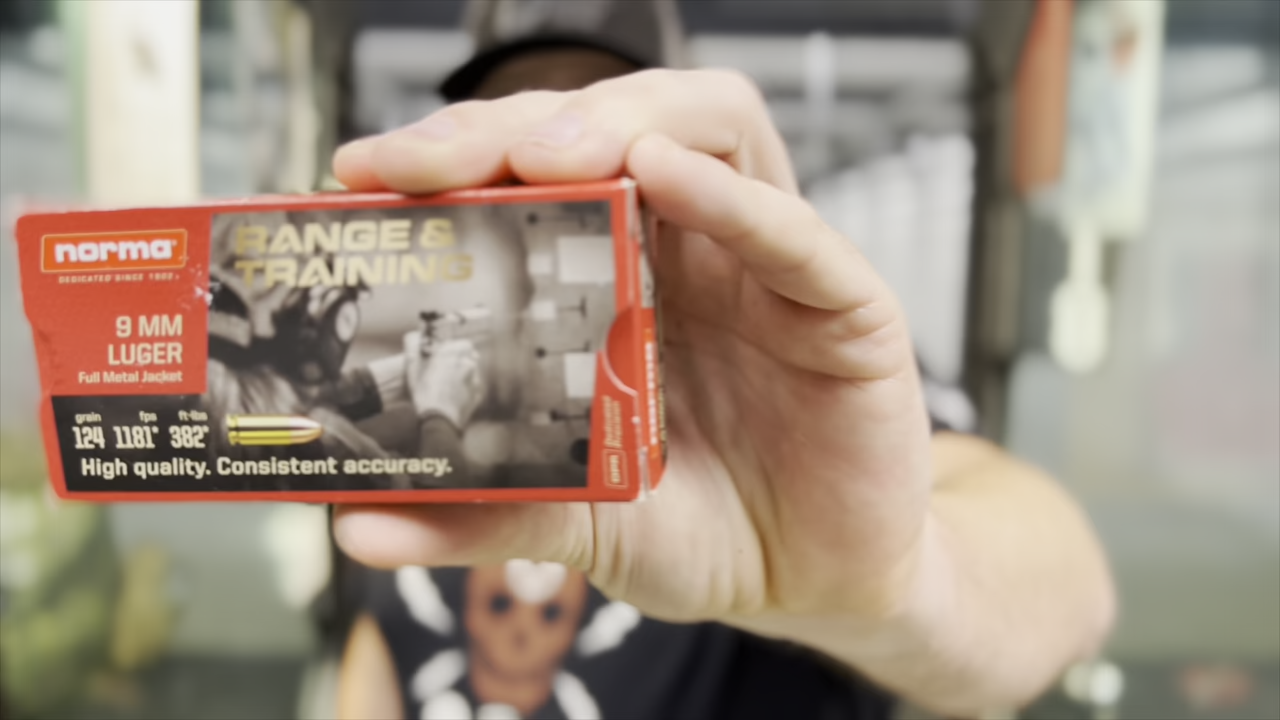 norma
DEDICATED SINCE 1902
RANGE &
TRAINING
9 MM
LUGER
Full Metal Jacket
grain fps ft-lbs
124 1181* 382*
High quality. Consistent accuracy.